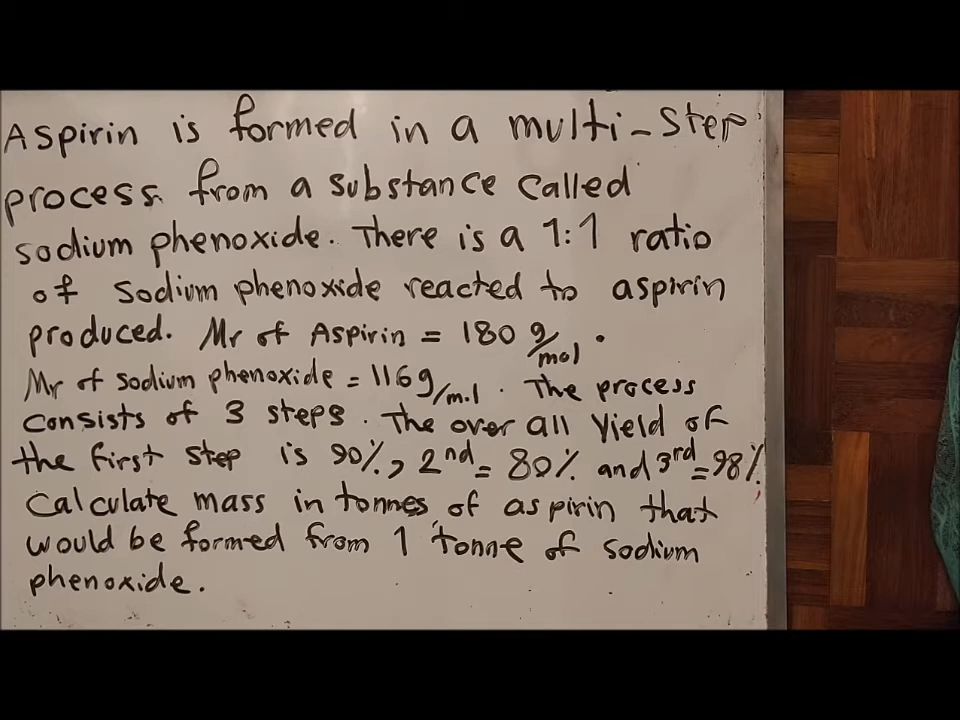 Aspirin is formed in a multi-step
process from a substance called
sodium phenoxide. There is a 1:1 ratio
of sodium phenoxide reacted to aspirin
produced. Mr of Aspirin = 180 g/mol .
Mr of sodium phenoxide = 116g/mol . The process
consists of 3 steps. The over all yield of
the first step is 90%, 2nd = 80% and 3rd = 98%
Calculate mass in tonnes of aspirin that
would be formed from 1 tonne of sodium
phenoxide.